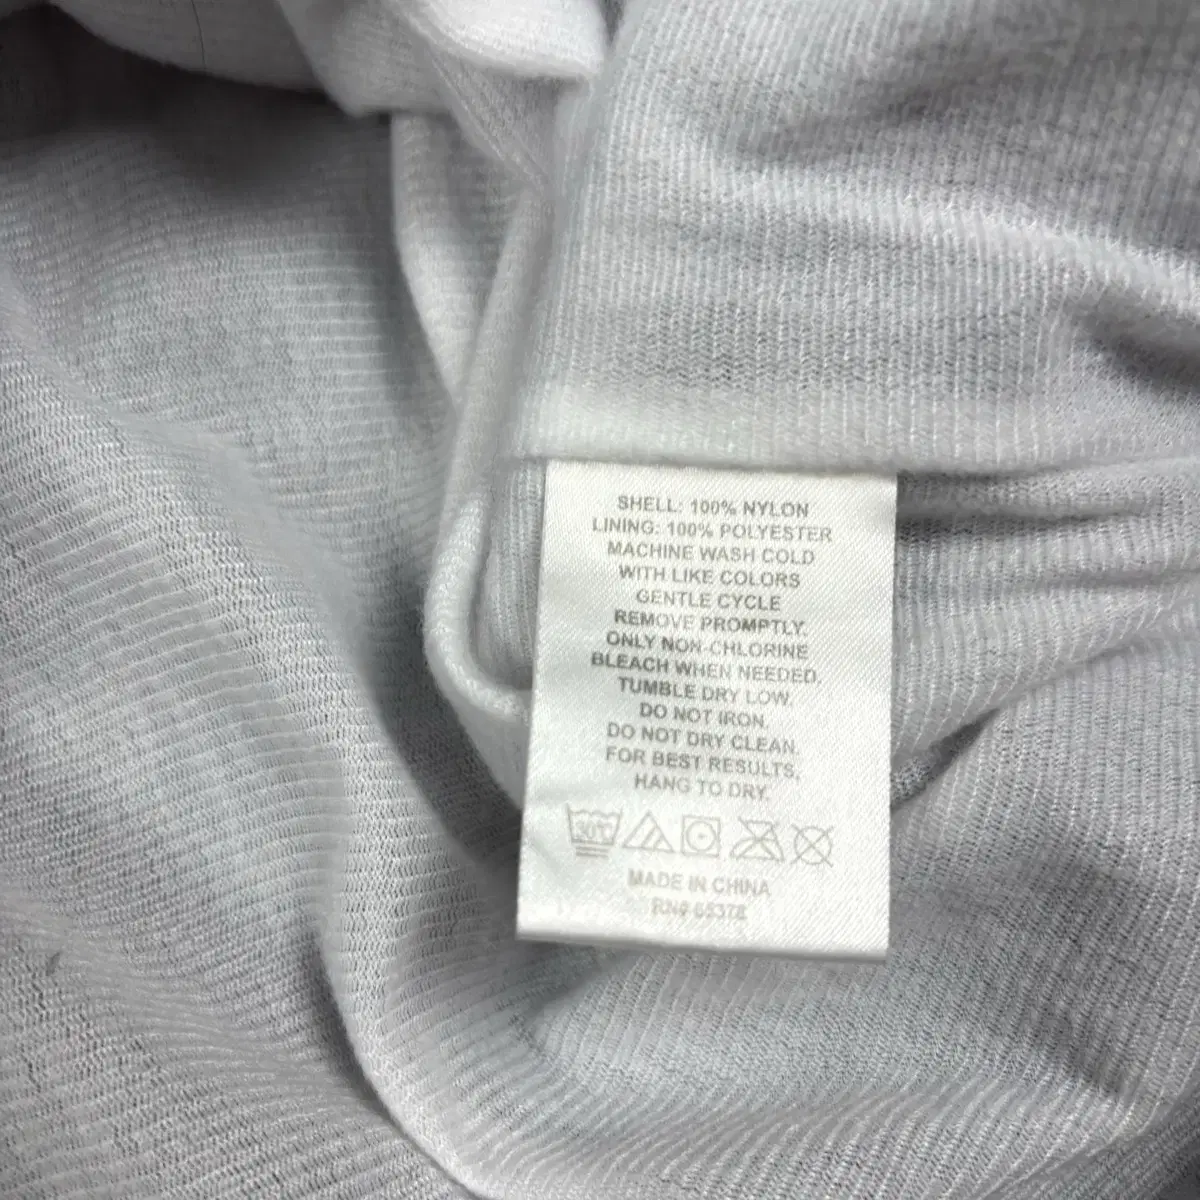 SHELL: 100% NYLON
LINING: 100% POLYESTER
MACHINE WASH COLD
WITH LIKE COLORS
GENTLE CYCLE
REMOVE PROMPTLY.
ONLY NON-CHLORINE
BLEACH WHEN NEEDED.
TUMBLE DRY LOW.
DO NOT IRON.
DO NOT DRY CLEAN.
FOR BEST RESULTS,
HANG TO DRY.
30°C
MADE IN CHINA
RN#